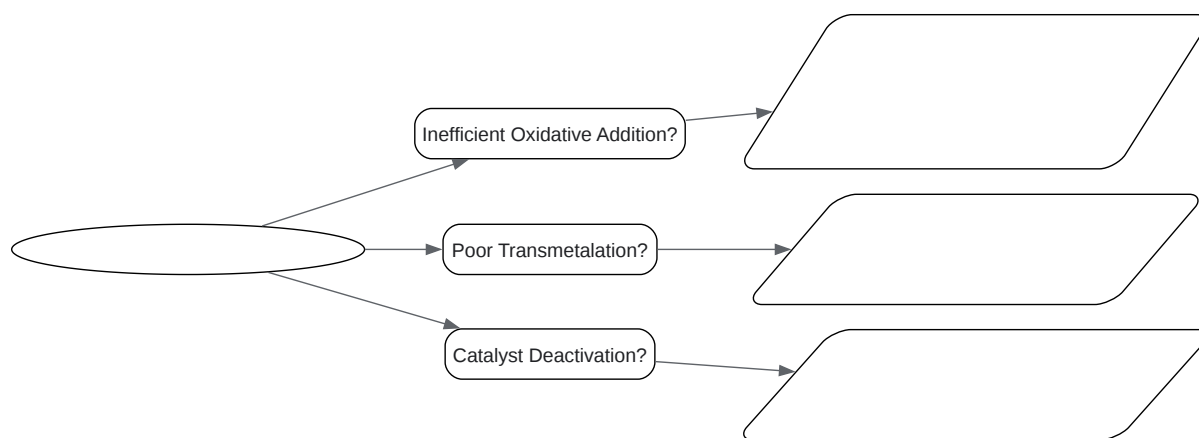 Inefficient Oxidative Addition?
Poor Transmetalation?
Catalyst Deactivation?